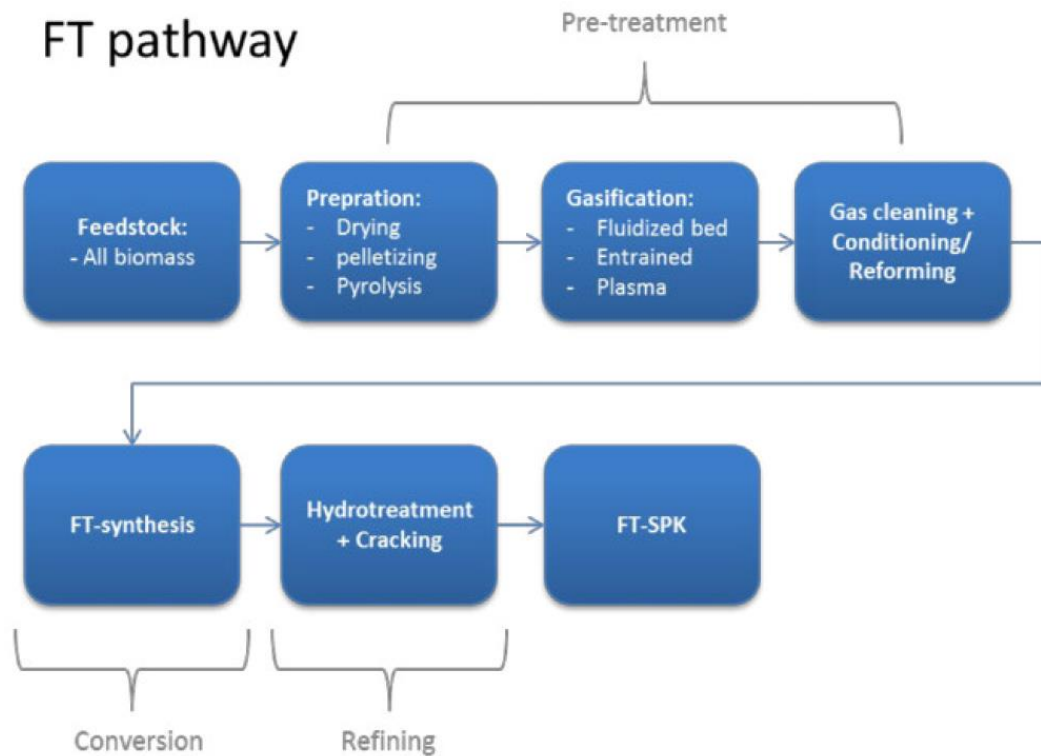 FT pathway
Pre-treatment
Feedstock:
- All biomass
Prepration:
- Drying
- pelletizing
- Pyrolysis
Gasification:
- Fluidized bed
- Entrained
- Plasma
Gas cleaning +
Conditioning/
Reforming
FT-synthesis
Hydrotreatment
+ Cracking
FT-SPK
Conversion
Refining